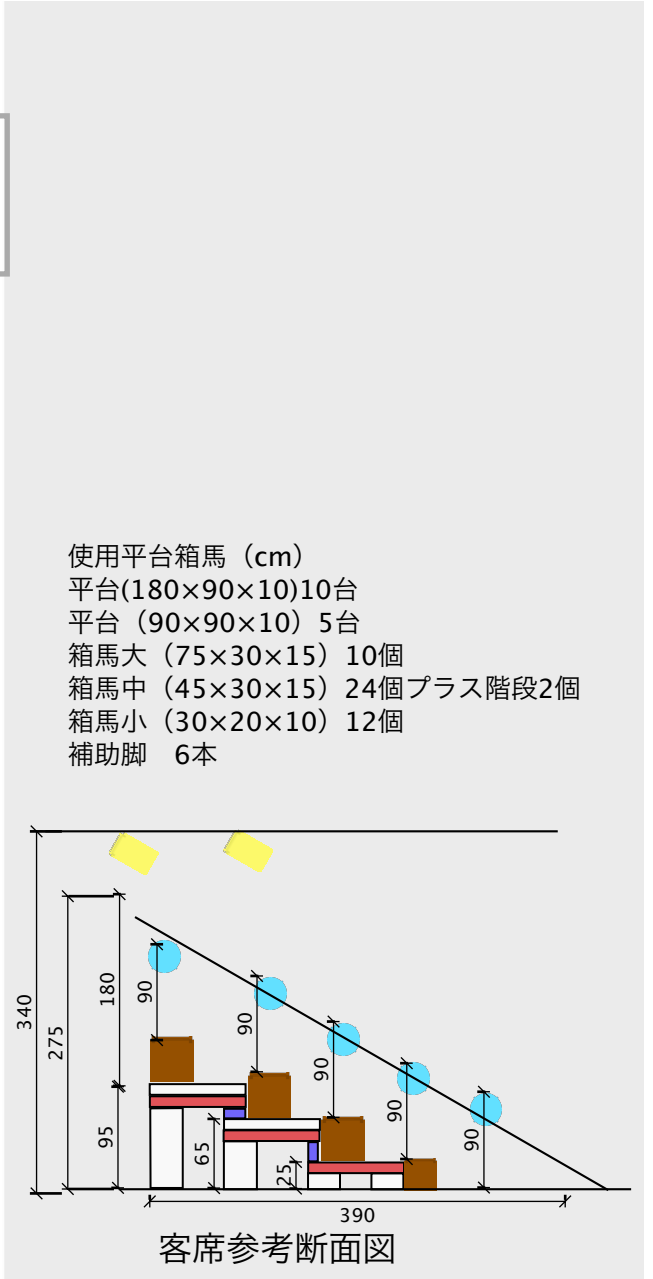 使用平台箱馬（cm）
平台(180×90×10)10台
平台（90×90×10）5台
箱馬大（75×30×15）10個
箱馬中（45×30×15）24個プラス階段2個
箱馬小（30×20×10）12個
補助脚　6本
340
275
180
95
90
90
90
90
90
65
25
390
客席参考断面図